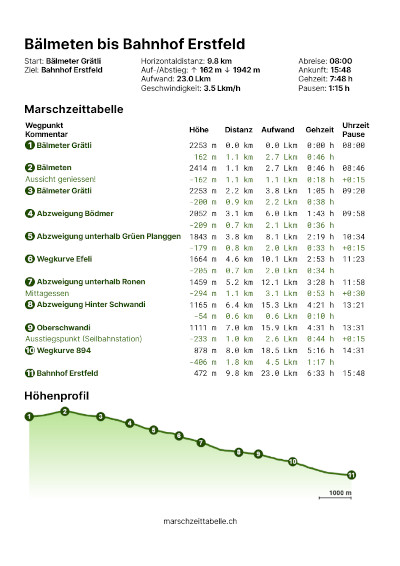 Bälmeten bis Bahnhof Erstfeld
Start: Bälmeter Grätli Horizontaldistanz: 9.8 km Abreise: 08:00
Ziel: Bahnhof Erstfeld Auf-/Abstieg: ↑ 162 m ↓ 1942 m Ankunft: 15:48
Aufwand: 23.0 Lkm Gehzeit: 7:48 h
Geschwindigkeit: 3.5 Lkm/h Pausen: 1:15 h
Marschzeittabelle
Wegpunkt Uhrzeit
Kommentar Höhe Distanz Aufwand Gehzeit Pause
1 Bälmeter Grätli 2253 m 0.0 km 0.0 Lkm 0:00 h 08:00
162 m 1.1 km 2.7 Lkm 0:46 h
2 Bälmeten 2414 m 1.1 km 2.7 Lkm 0:46 h 08:46
Aussicht geniessen! -162 m 1.1 km 1.1 Lkm 0:18 h +0:15
3 Bälmeter Grätli 2253 m 2.2 km 3.8 Lkm 1:05 h 09:20
-200 m 0.9 km 2.2 Lkm 0:38 h
4 Abzweigung Bödmer 2052 m 3.1 km 6.0 Lkm 1:43 h 09:58
-209 m 0.7 km 2.1 Lkm 0:36 h
5 Abzweigung unterhalb Grüen Planggen 1843 m 3.8 km 8.1 Lkm 2:19 h 10:34
-179 m 0.8 km 2.0 Lkm 0:33 h +0:15
6 Wegkurve Efeli 1664 m 4.6 km 10.1 Lkm 2:53 h 11:23
-205 m 0.7 km 2.0 Lkm 0:34 h
7 Abzweigung unterhalb Ronen 1459 m 5.2 km 12.1 Lkm 3:28 h 11:58
Mittagessen -294 m 1.1 km 3.1 Lkm 0:53 h +0:30
8 Abzweigung Hinter Schwandi 1165 m 6.4 km 15.3 Lkm 4:21 h 13:21
-54 m 0.6 km 0.6 Lkm 0:10 h
9 Oberschwandi 1111 m 7.0 km 15.9 Lkm 4:31 h 13:31
Ausstiegspunkt (Seilbahnstation) -233 m 1.0 km 2.6 Lkm 0:44 h +0:15
10 Wegkurve 894 878 m 8.0 km 18.5 Lkm 5:16 h 14:31
-406 m 1.8 km 4.5 Lkm 1:17 h
11 Bahnhof Erstfeld 472 m 9.8 km 23.0 Lkm 6:33 h 15:48
Höhenprofil
1 2 3 4 5 6 7 8 9 10 11
1000 m
marschzeittabelle.ch